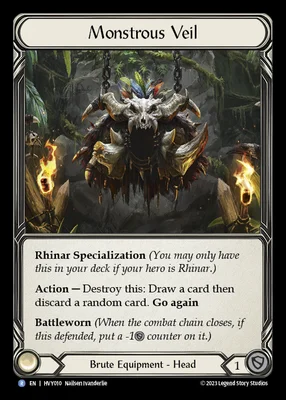 Monstrous Veil
Rhinar Specialization (You may only have
this in your deck if your hero is Rhinar.)
Action — Destroy this: Draw a card then
discard a random card. Go again
Battleworn (When the combat chain closes, if
this defended, put a -1 counter on it.)
Brute Equipment - Head
1
R EN | HVY010 Nailsen Ivanderlie
©2023 Legend Story Studios